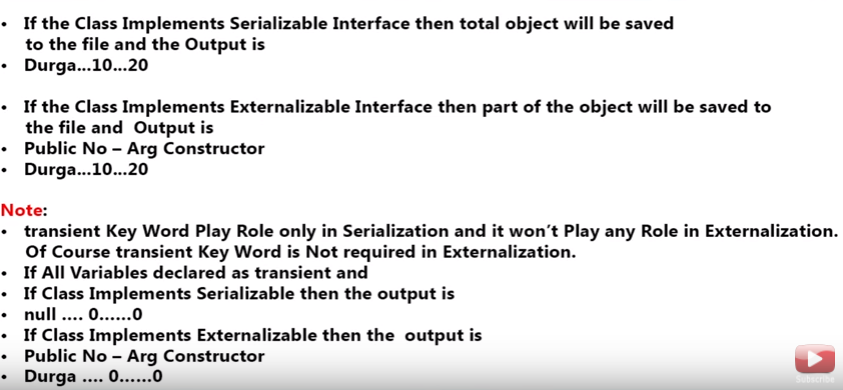 • If the Class Implements Serializable Interface then total object will be saved
to the file and the Output is
• Durga...10...20
• If the Class Implements Externalizable Interface then part of the object will be saved to
the file and Output is
• Public No – Arg Constructor
• Durga...10...20
Note:
• transient Key Word Play Role only in Serialization and it won't Play any Role in Externalization.
Of Course transient Key Word is Not required in Externalization.
• If All Variables declared as transient and
• If Class Implements Serializable then the output is
• null .... 0......0
• If Class Implements Externalizable then the output is
• Public No – Arg Constructor
• Durga .... 0......0
Subscribe